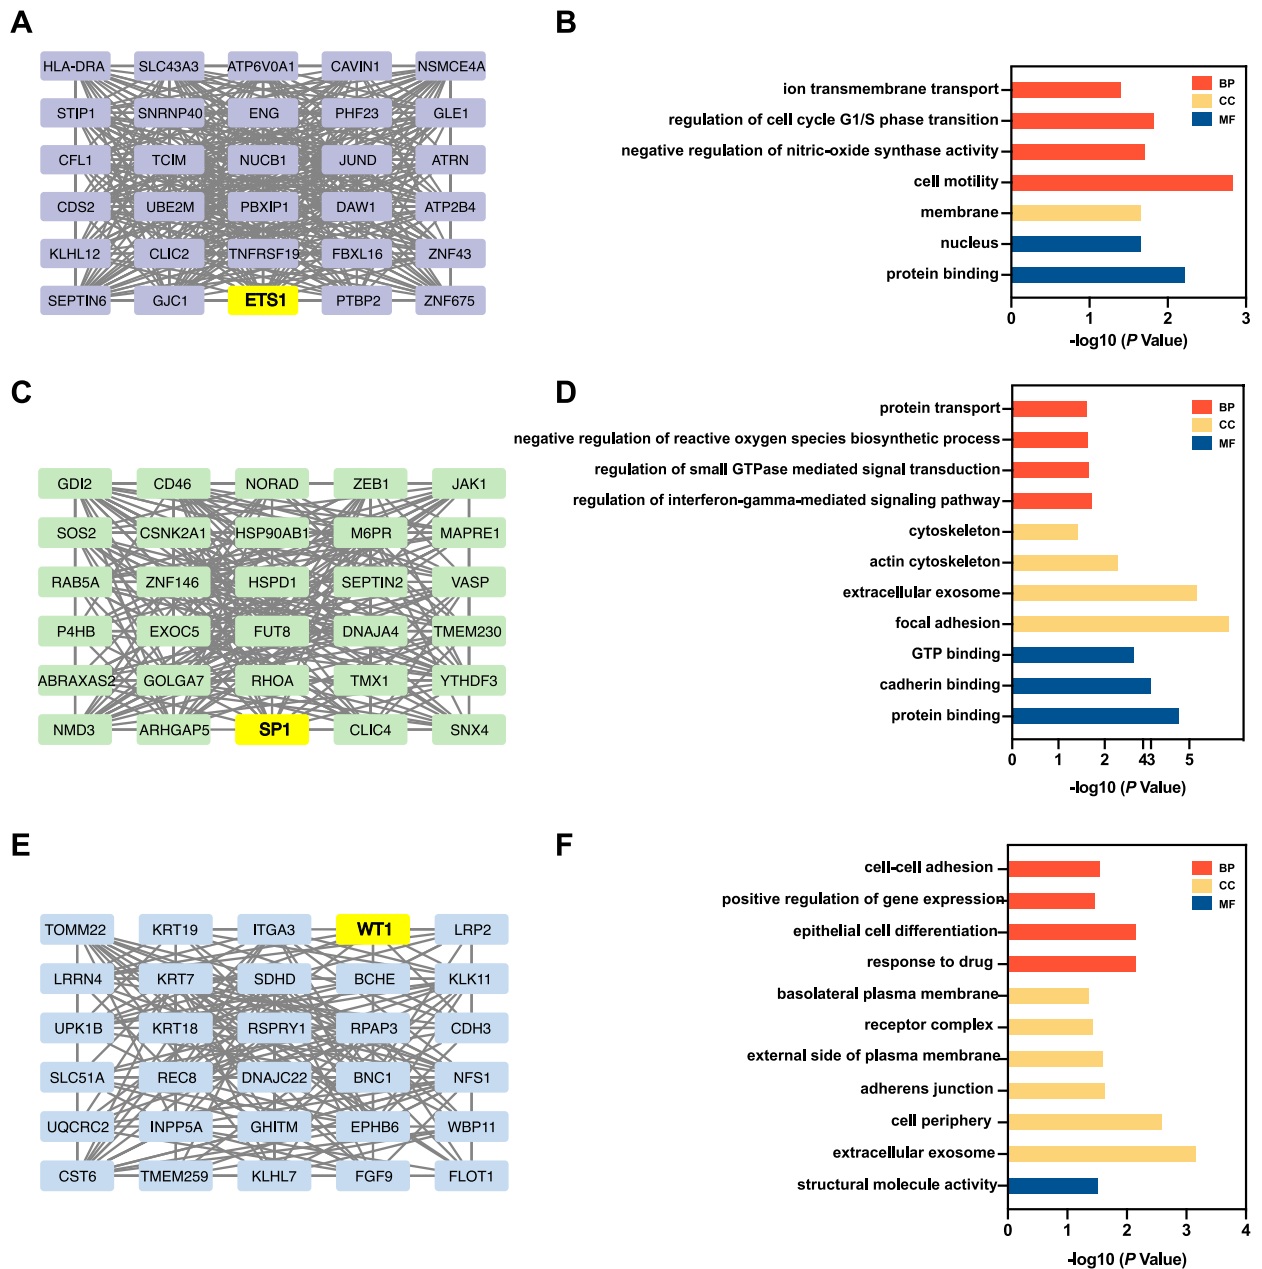 A
HLA-DRA SLC43A3 ATP6V0A1 CAVIN1 NSMCE4A
STIP1 SNRNP40 ENG PHF23 GLE1
CFL1 TCIM NUCB1 JUND ATRN
CDS2 UBE2M PBXIP1 DAW1 ATP2B4
KLHL12 CLIC2 TNFRSF19 FBXL16 ZNF43
SEPTIN6 GJC1 ETS1 PTBP2 ZNF675
B
ion transmembrane transport
regulation of cell cycle G1/S phase transition
negative regulation of nitric-oxide synthase activity
cell motility
membrane
nucleus
protein binding
BP
CC
MF
0 1 2 3
-log10 (P Value)
C
GDI2 CD46 NORAD ZEB1 JAK1
SOS2 CSNK2A1 HSP90AB1 M6PR MAPRE1
RAB5A ZNF146 HSPD1 SEPTIN2 VASP
P4HB EXOC5 FUT8 DNAJA4 TMEM230
ABRAXAS2 GOLGA7 RHOA TMX1 YTHDF3
NMD3 ARHGAP5 SP1 CLIC4 SNX4
D
protein transport
negative regulation of reactive oxygen species biosynthetic process
regulation of small GTPase mediated signal transduction
regulation of interferon-gamma-mediated signaling pathway
cytoskeleton
actin cytoskeleton
extracellular exosome
focal adhesion
GTP binding
cadherin binding
protein binding
BP
CC
MF
0 1 2 43 5
-log10 (P Value)
E
TOMM22 KRT19 ITGA3 WT1 LRP2
LRRN4 KRT7 SDHD BCHE KLK11
UPK1B KRT18 RSPRY1 RPAP3 CDH3
SLC51A REC8 DNAJC22 BNC1 NFS1
UQCRC2 INPP5A GHITM EPHB6 WBP11
CST6 TMEM259 KLHL7 FGF9 FLOT1
F
cell-cell adhesion
positive regulation of gene expression
epithelial cell differentiation
response to drug
basolateral plasma membrane
receptor complex
external side of plasma membrane
adherens junction
cell periphery
extracellular exosome
structural molecule activity
BP
CC
MF
0 1 2 3 4
-log10 (P Value)